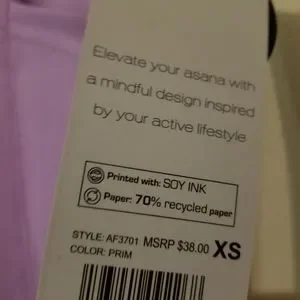 Elevate your asana with
a mindful design inspired
by your active lifestyle
Printed with: SOY INK
Paper: 70% recycled paper
STYLE: AF3701 MSRP $38.00 XS
COLOR: PRIM